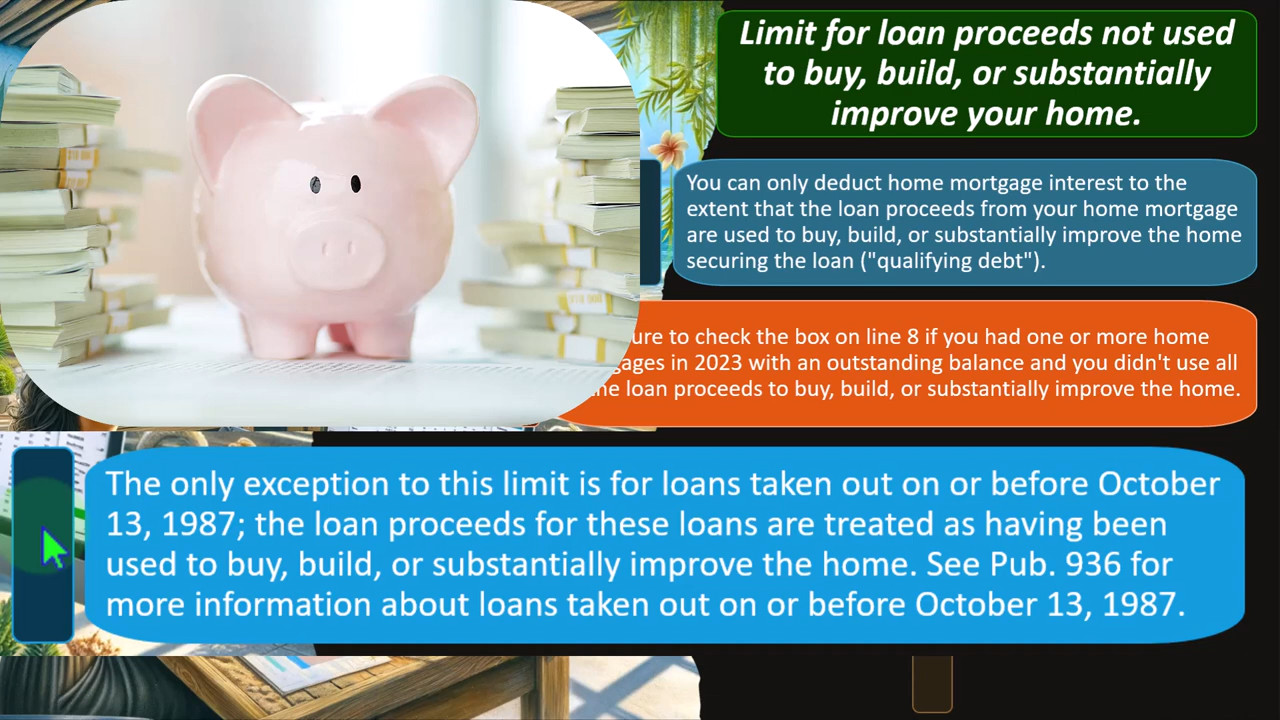 Limit for loan proceeds not used
to buy, build, or substantially
improve your home.
You can only deduct home mortgage interest to the
extent that the loan proceeds from your home mortgage
are used to buy, build, or substantially improve the home
securing the loan ("qualifying debt").
to check the box on line 8 if you had one or more home
in 2023 with an outstanding balance and you didn't use all
loan proceeds to buy, build, or substantially improve the home.
The only exception to this limit is for loans taken out on or before October
13, 1987; the loan proceeds for these loans are treated as having been
used to buy, build, or substantially improve the home. See Pub. 936 for
more information about loans taken out on or before October 13, 1987.